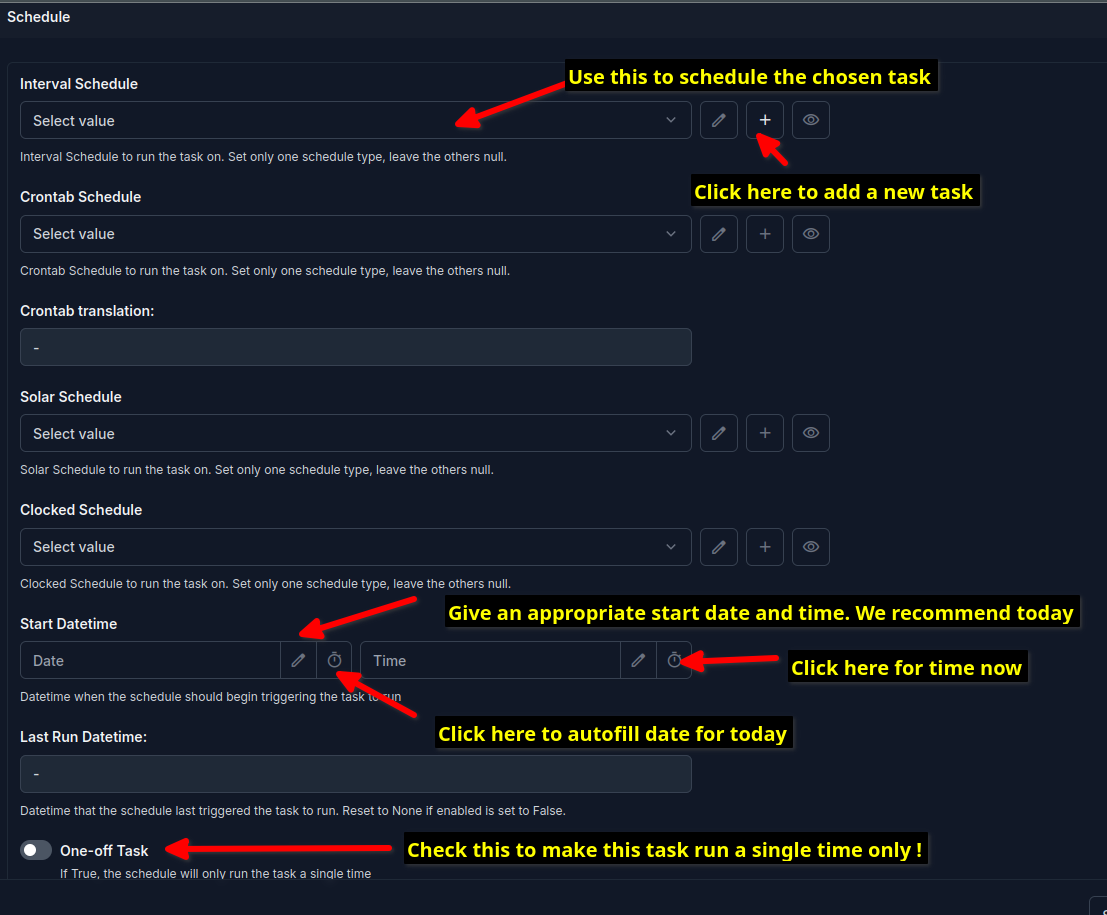 Schedule
Use this to schedule the chosen task
Interval Schedule
Select value
Interval Schedule to run the task on. Set only one schedule type, leave the others null.
Click here to add a new task
Crontab Schedule
Select value
Crontab Schedule to run the task on. Set only one schedule type, leave the others null.
Crontab translation:
-
Solar Schedule
Select value
Solar Schedule to run the task on. Set only one schedule type, leave the others null.
Clocked Schedule
Select value
Clocked Schedule to run the task on. Set only one schedule type, leave the others null.
Give an appropriate start date and time. We recommend today
Start Datetime
Date
Time
Click here for time now
Datetime when the schedule should begin triggering the task to run
Click here to autofill date for today
Last Run Datetime:
-
Datetime that the schedule last triggered the task to run. Reset to None if enabled is set to False.
One-off Task
Check this to make this task run a single time only !
If True, the schedule will only run the task a single time